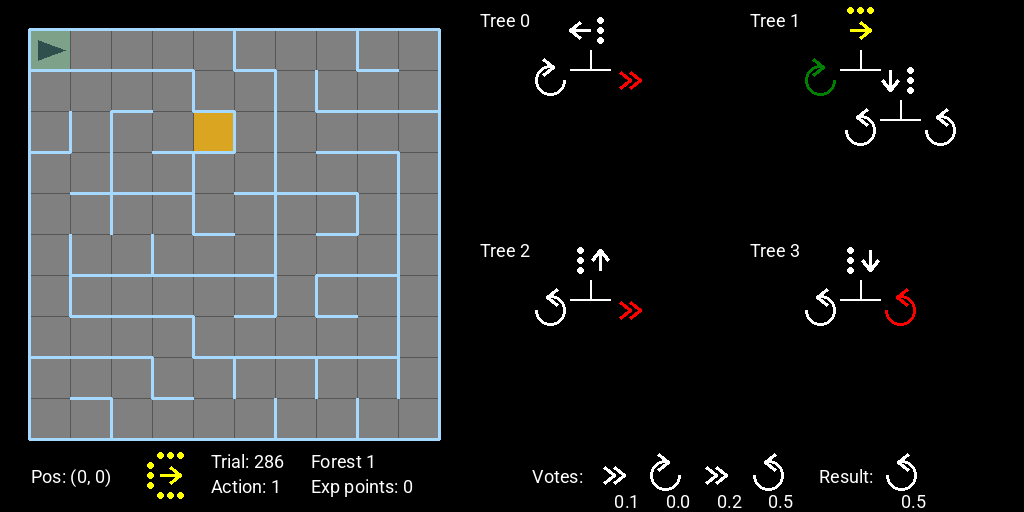 Tree 0
Tree 1
Tree 2
Tree 3
Pos: (0, 0)
Trial: 286
Forest 1
Action: 1
Exp points: 0
Votes:
0.1
0.0
0.2
0.5
Result:
0.5